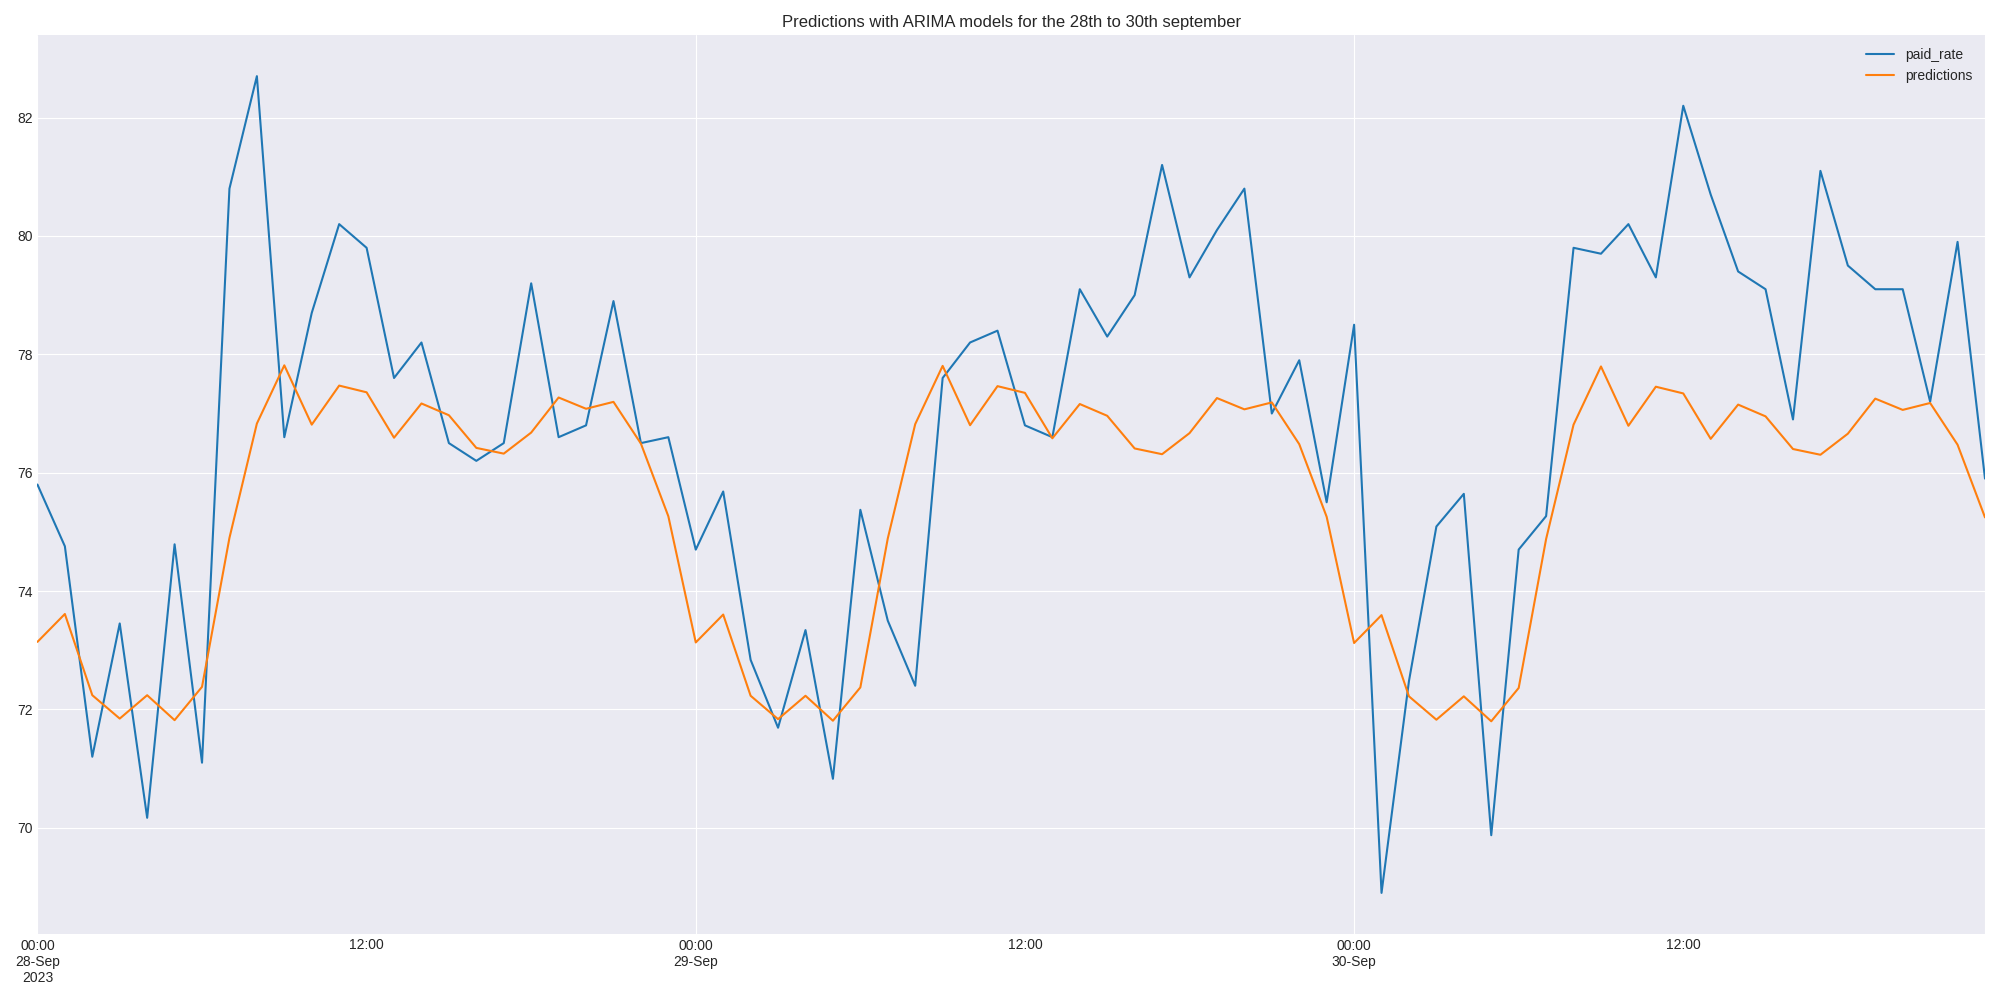 Predictions with ARIMA models for the 28th to 30th september
paid_rate
predictions
82
80
78
76
74
72
70
00:00
28-Sep
2023
12:00
00:00
29-Sep
12:00
00:00
30-Sep
12:00